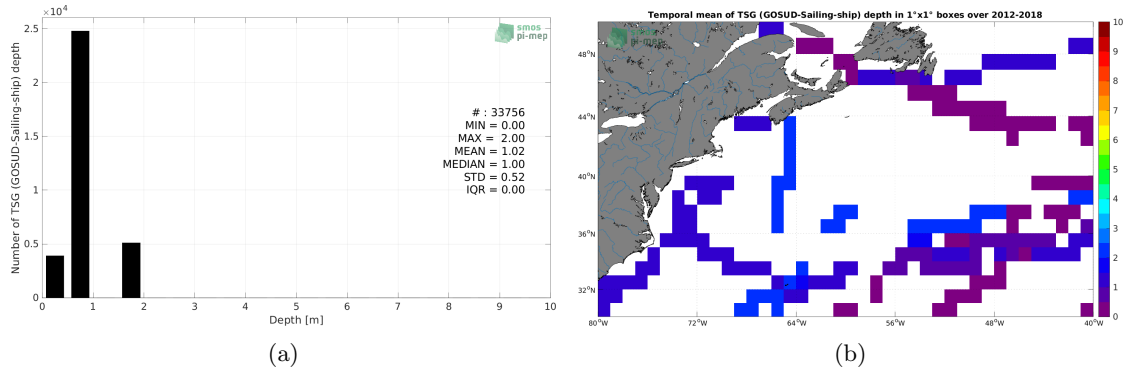 ×10⁴
2.5
2
1.5
1
0.5
0
Number of TSG (GOSUD-Sailing-ship) depth
smos
pi-mep
# : 33756
MIN = 0.00
MAX = 2.00
MEAN = 1.02
MEDIAN = 1.00
STD = 0.52
IQR = 0.00
0 1 2 3 4 5 6 7 8 9 10
Depth [m]
(a)
Temporal mean of TSG (GOSUD-Sailing-ship) depth in 1°x1° boxes over 2012-2018
smos
pi-mep
48°N
44°N
40°N
36°N
32°N
80°W 72°W 64°W 56°W 48°W 40°W
10
9
8
7
6
5
4
3
2
1
0
(b)